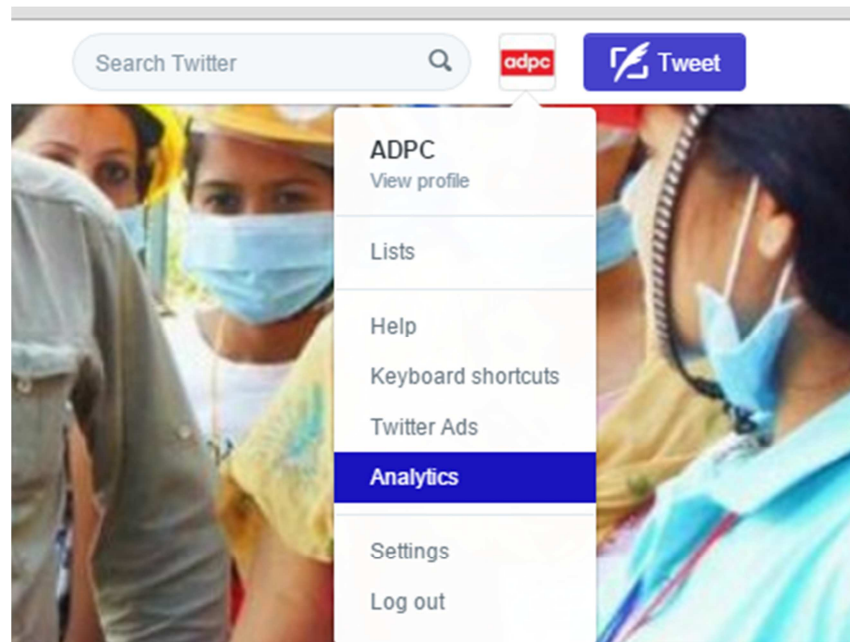 Search Twitter
adpc
Tweet
ADPC
View profile
Lists
Help
Keyboard shortcuts
Twitter Ads
Analytics
Settings
Log out